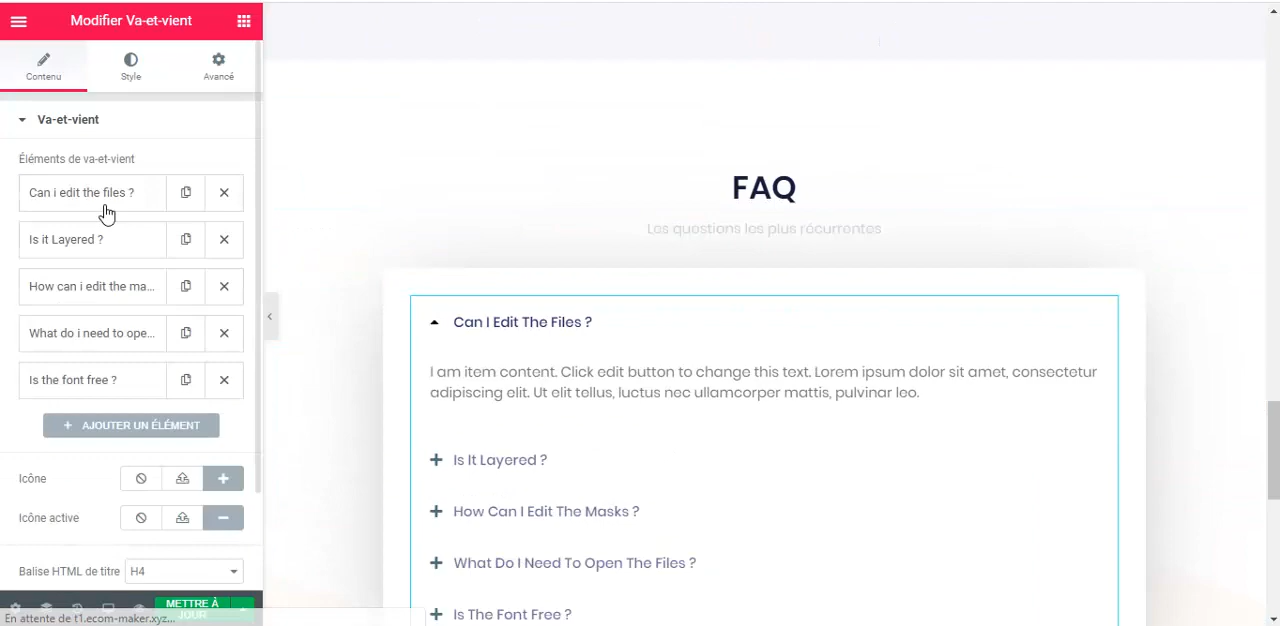 Modifier Va-et-vient
Contenu
Style
Avancé
Va-et-vient
Éléments de va-et-vient
Can i edit the files ?
Is it Layered ?
How can i edit the ma...
What do i need to ope...
Is the font free ?
+ AJOUTER UN ÉLÉMENT
Icône
Icône active
Balise HTML de titre H4
METTRE À
JOUR
En attente de t1.ecom-maker.xyz...
FAQ
Les questions les plus récurrentes
Can I Edit The Files ?
I am item content. Click edit button to change this text. Lorem ipsum dolor sit amet, consectetur
adipiscing elit. Ut elit tellus, luctus nec ullamcorper mattis, pulvinar leo.
Is It Layered ?
How Can I Edit The Masks ?
What Do I Need To Open The Files ?
Is The Font Free ?